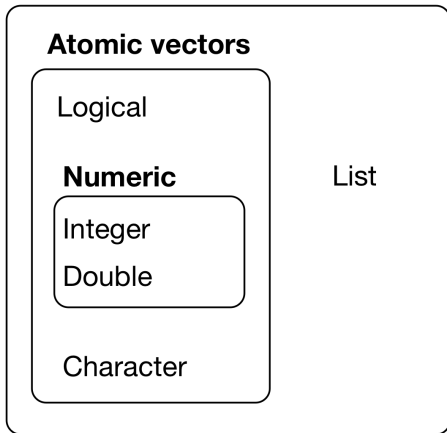 Atomic vectors
Logical
Numeric
List
Integer
Double
Character